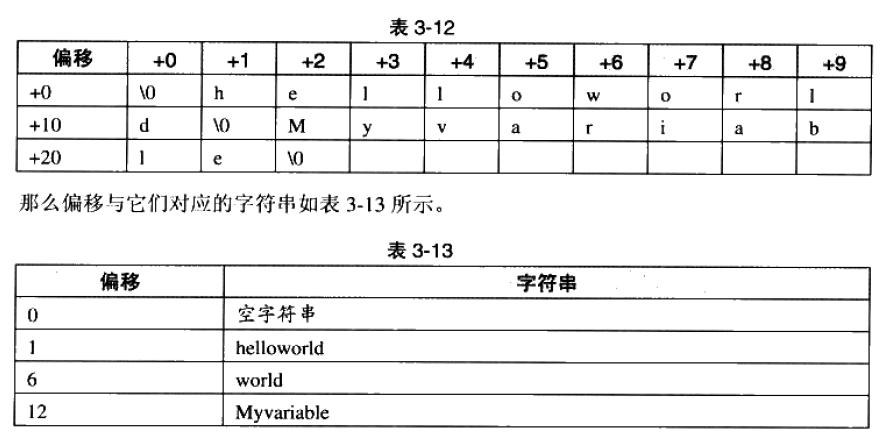 表 3-12
偏移 +0 +1 +2 +3 +4 +5 +6 +7 +8 +9
+0 \0 h e l l o w o r l
+10 d \0 M y v a r i a b
+20 l e \0
那么偏移与它们对应的字符串如表 3-13 所示。
表 3-13
偏移 字符串
0 空字符串
1 helloworld
6 world
12 Myvariable